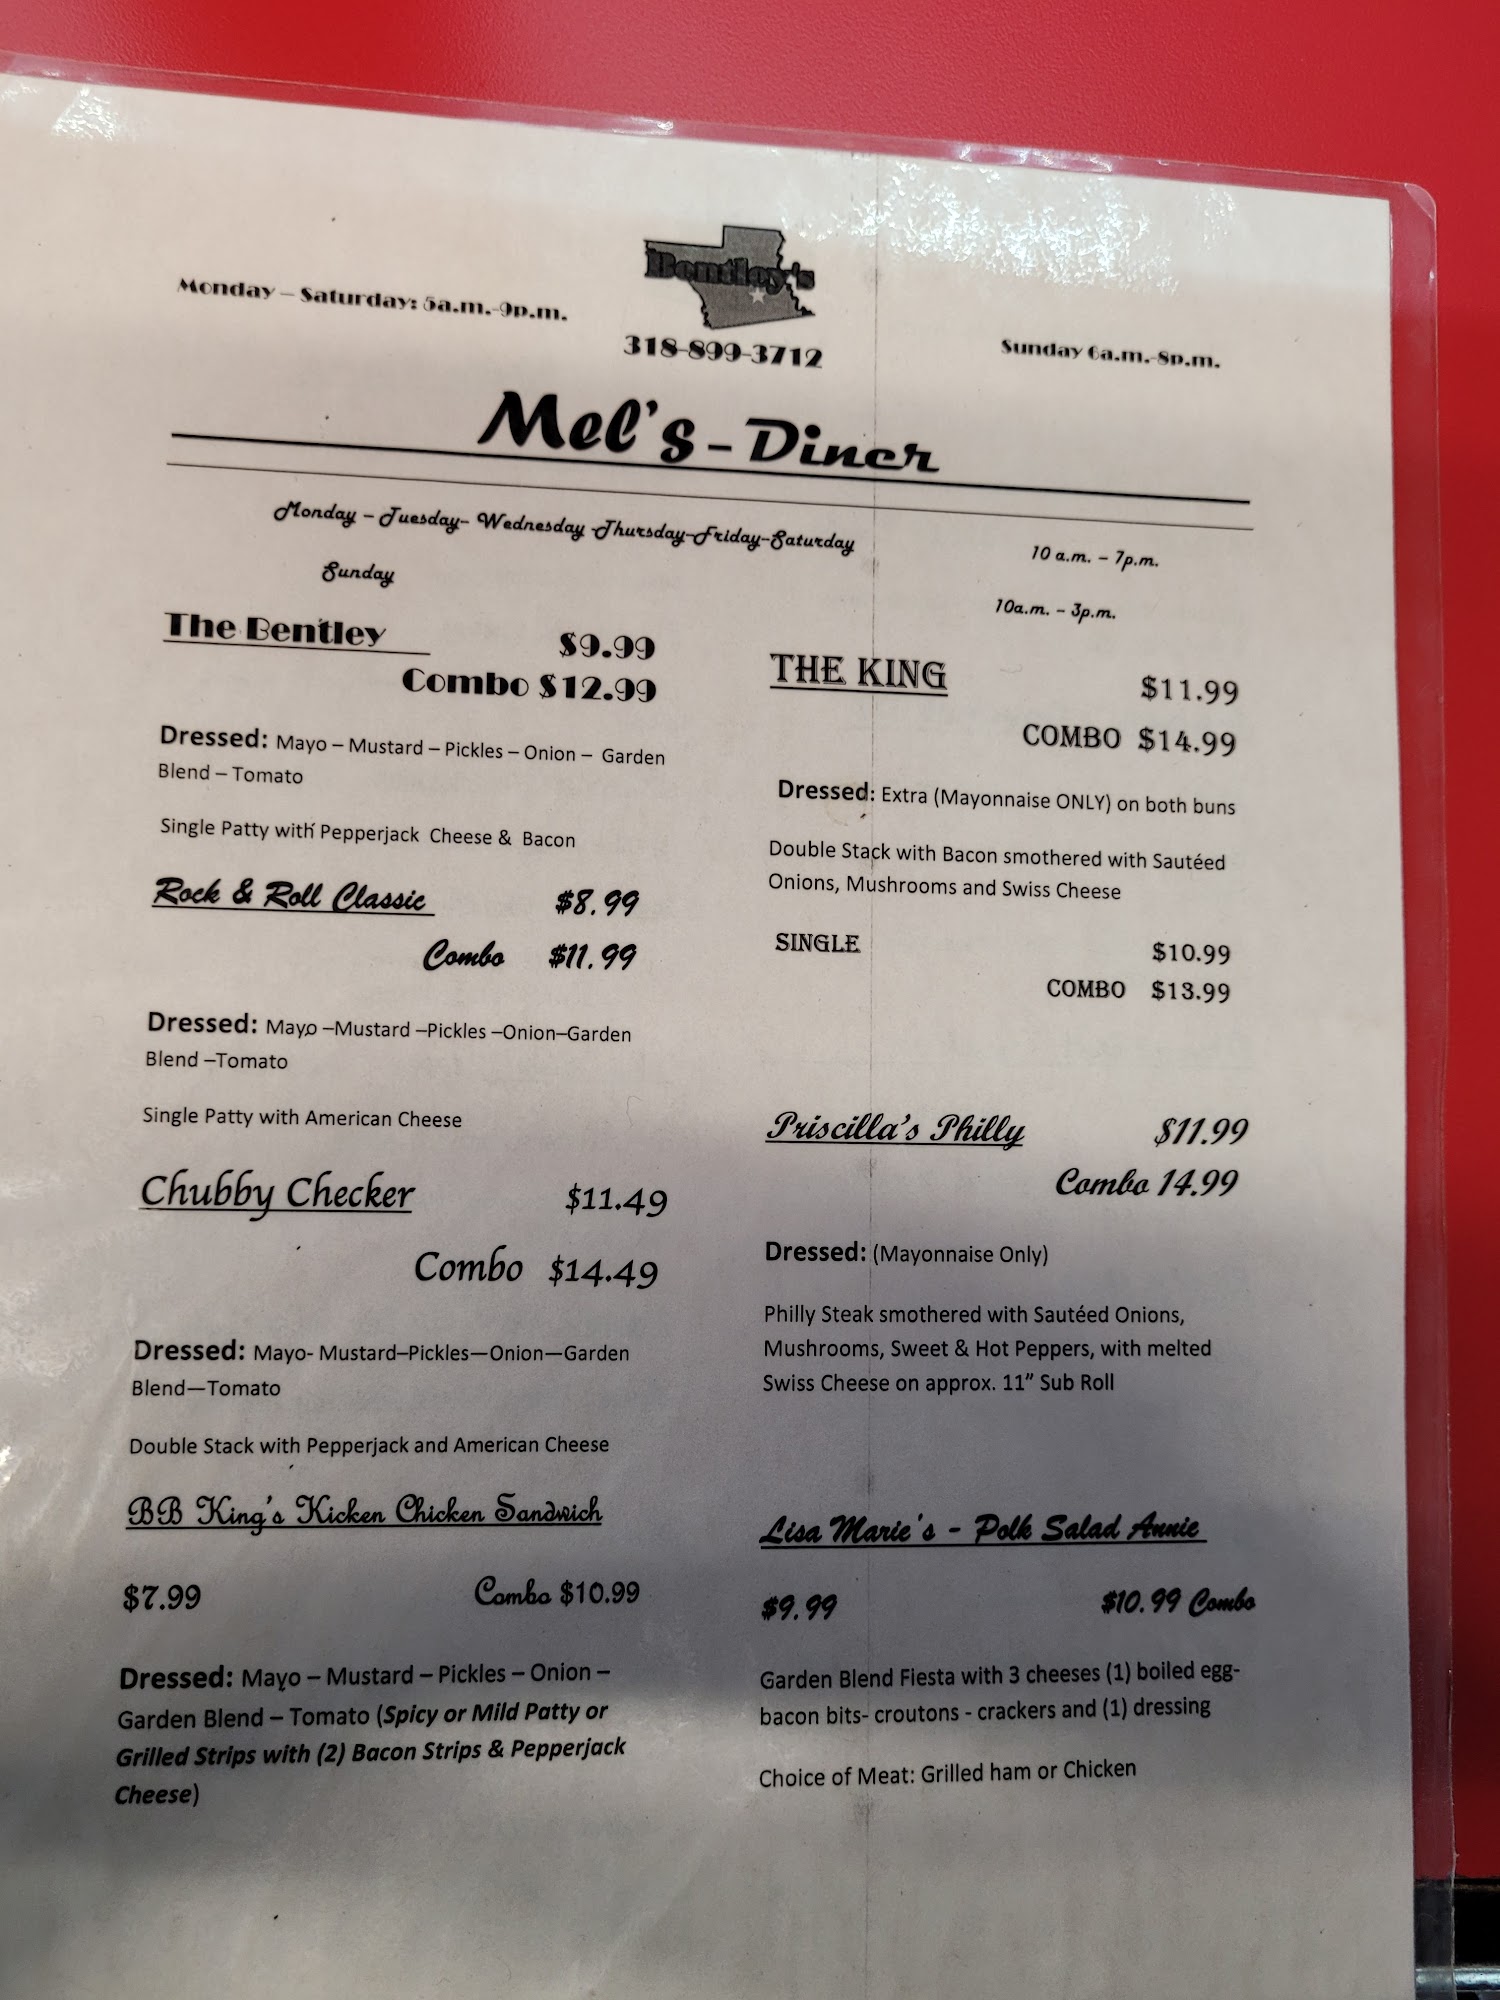 Bentley's
Monday – Saturday: 5a.m.-9p.m.
318-899-3712
Sunday 6a.m.-8p.m.
Mel's - Diner
Monday – Tuesday- Wednesday -Thursday-Friday-Saturday
10 a.m. – 7p.m.
Sunday
10a.m. – 3p.m.
The Bentley $9.99
Combo $12.99
Dressed: Mayo – Mustard – Pickles – Onion – Garden
Blend – Tomato
Single Patty with Pepperjack Cheese & Bacon
Rock & Roll Classic $8.99
Combo $11.99
Dressed: Mayo –Mustard –Pickles –Onion–Garden
Blend –Tomato
Single Patty with American Cheese
Chubby Checker $11.49
Combo $14.49
Dressed: Mayo- Mustard–Pickles—Onion—Garden
Blend—Tomato
Double Stack with Pepperjack and American Cheese
BB King's Kicken Chicken Sandwich
$7.99 Combo $10.99
Dressed: Mayo – Mustard – Pickles – Onion –
Garden Blend – Tomato (Spicy or Mild Patty or
Grilled Strips with (2) Bacon Strips & Pepperjack
Cheese)
THE KING $11.99
COMBO $14.99
Dressed: Extra (Mayonnaise ONLY) on both buns
Double Stack with Bacon smothered with Sautéed
Onions, Mushrooms and Swiss Cheese
SINGLE $10.99
COMBO $13.99
Priscilla's Philly $11.99
Combo 14.99
Dressed: (Mayonnaise Only)
Philly Steak smothered with Sautéed Onions,
Mushrooms, Sweet & Hot Peppers, with melted
Swiss Cheese on approx. 11” Sub Roll
Lisa Marie's - Polk Salad Annie
$9.99 $10.99 Combo
Garden Blend Fiesta with 3 cheeses (1) boiled egg-
bacon bits- croutons - crackers and (1) dressing
Choice of Meat: Grilled ham or Chicken